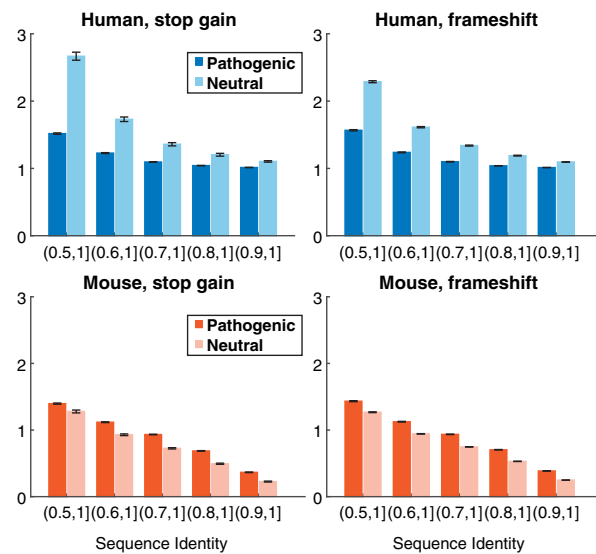 Human, stop gain
3
2
1
0
Pathogenic
Neutral
(0.5,1] (0.6,1] (0.7,1] (0.8,1] (0.9,1]
Human, frameshift
3
2
1
0
(0.5,1] (0.6,1] (0.7,1] (0.8,1] (0.9,1]
Mouse, stop gain
3
2
1
0
Pathogenic
Neutral
(0.5,1] (0.6,1] (0.7,1] (0.8,1] (0.9,1]
Sequence Identity
Mouse, frameshift
3
2
1
0
(0.5,1] (0.6,1] (0.7,1] (0.8,1] (0.9,1]
Sequence Identity